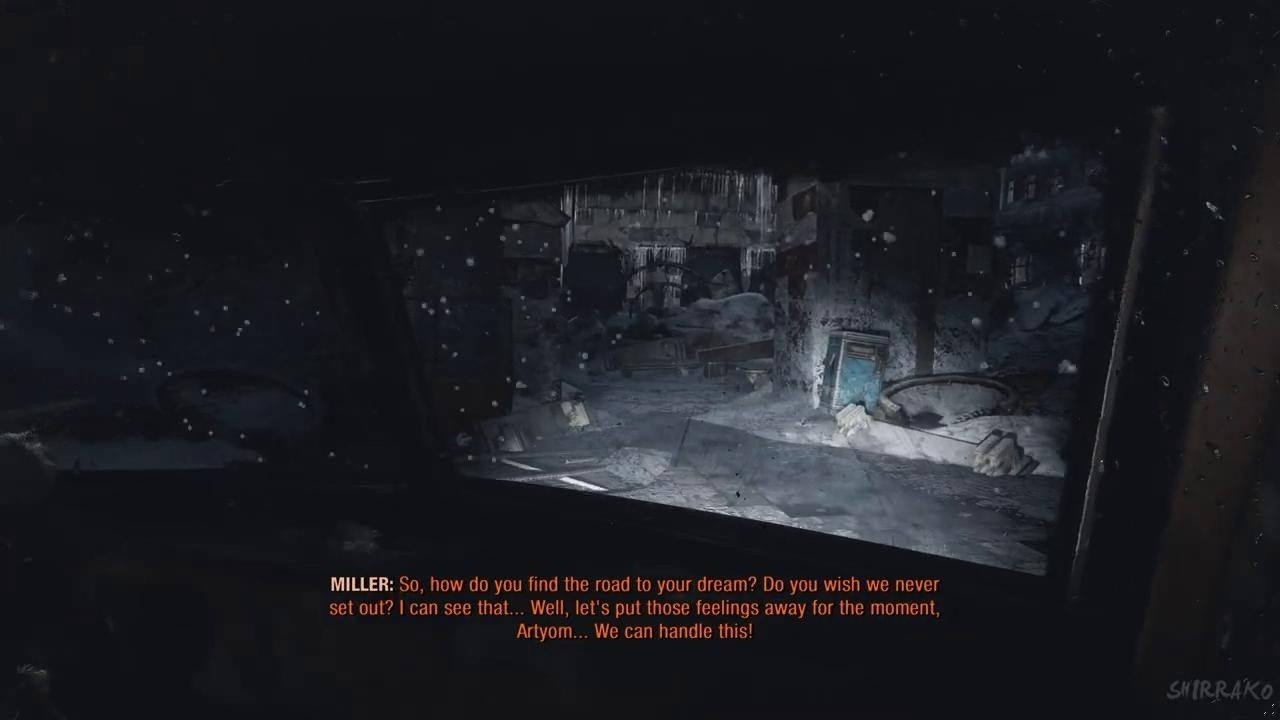 MILLER: So, how do you find the road to your dream? Do you wish we never
set out? I can see that... Well, let's put those feelings away for the moment,
Artyom... We can handle this!
SHIRRAKO